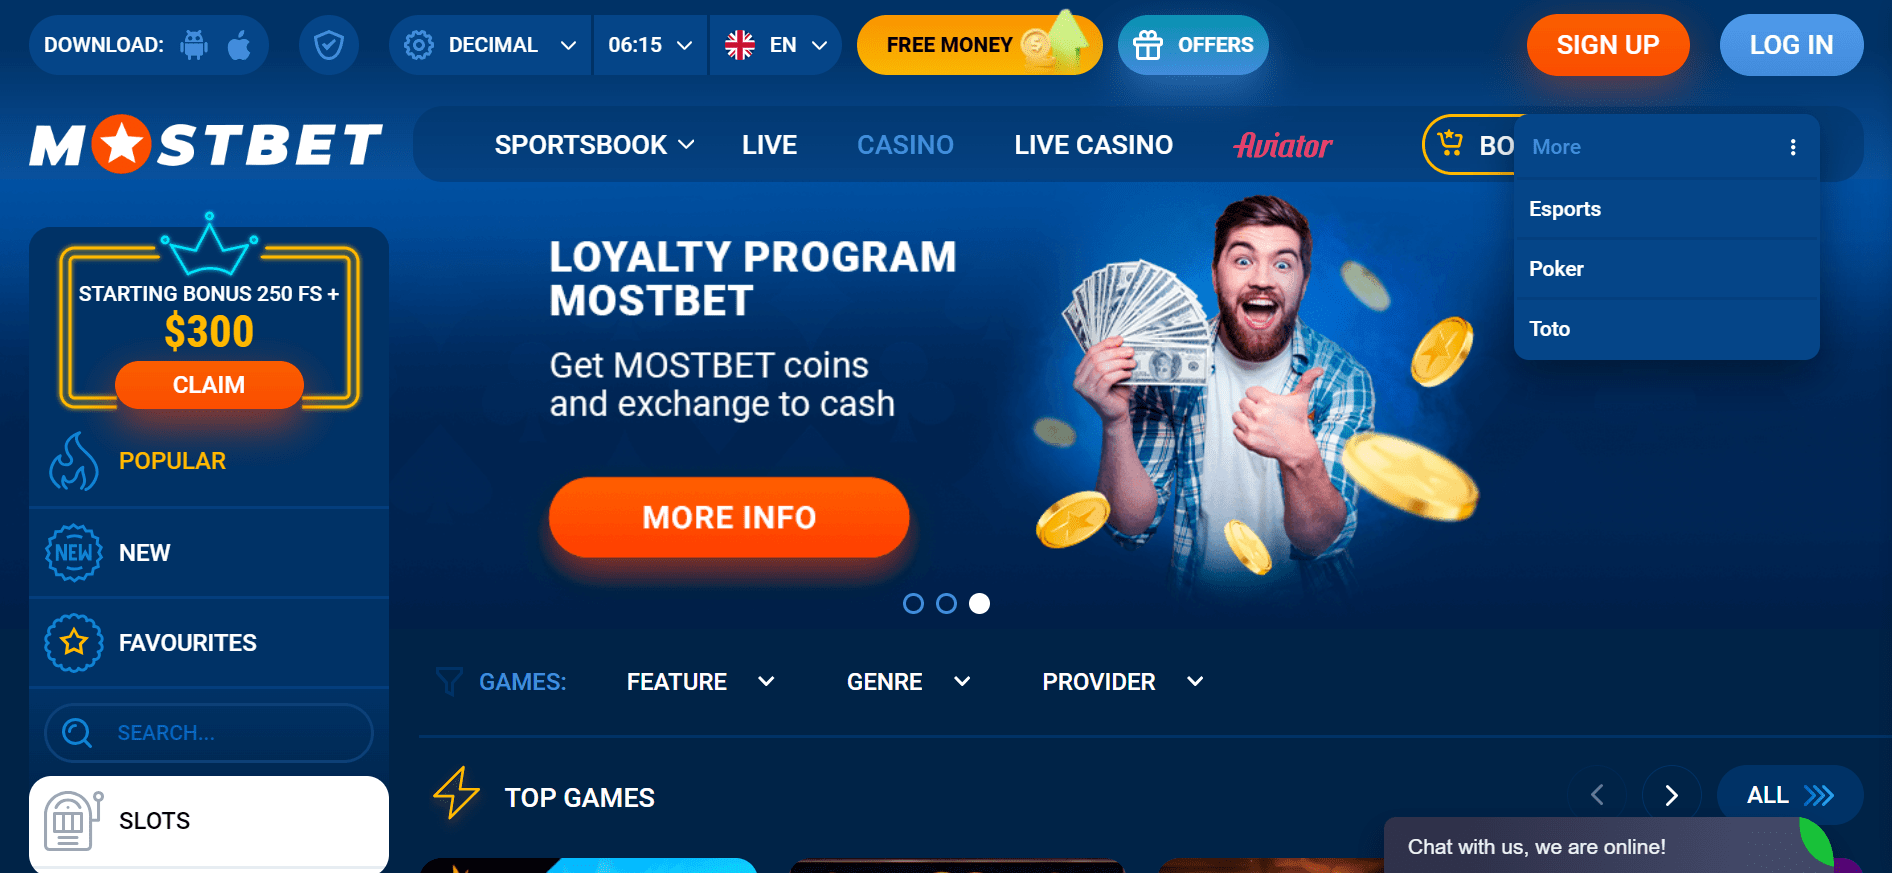 DOWNLOAD:
DECIMAL
06:15
EN
FREE MONEY
OFFERS
SIGN UP
LOG IN
MOSTBET
SPORTSBOOK
LIVE
CASINO
LIVE CASINO
Aviator
BO
More
Esports
Poker
Toto
STARTING BONUS 250 FS +
$300
CLAIM
POPULAR
NEW
NEW
FAVOURITES
SEARCH...
SLOTS
LOYALTY PROGRAM
MOSTBET
Get MOSTBET coins
and exchange to cash
MORE INFO
GAMES:
FEATURE
GENRE
PROVIDER
TOP GAMES
ALL
Chat with us, we are online!